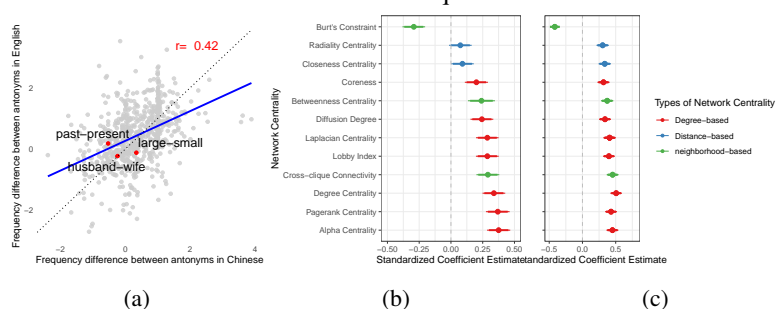 Frequency difference between antonyms in English
r= 0.42
past−present
large−small
husband−wife
2
0
−2
−2
0
2
4
Frequency difference between antonyms in Chinese
(a)
Network Centrality
Burt's Constraint
Radiality Centrality
Closeness Centrality
Coreness
Betweenness Centrality
Diffusion Degree
Laplacian Centrality
Lobby Index
Cross−clique Connectivity
Degree Centrality
Pagerank Centrality
Alpha Centrality
−0.50
−0.25
0.00
0.25
0.50
Standardized Coefficient Estimate
(b)
0.0
0.5
tandardized Coefficient Estimate
(c)
Types of Network Centrality
Degree−based
Distance−based
neighborhood−based